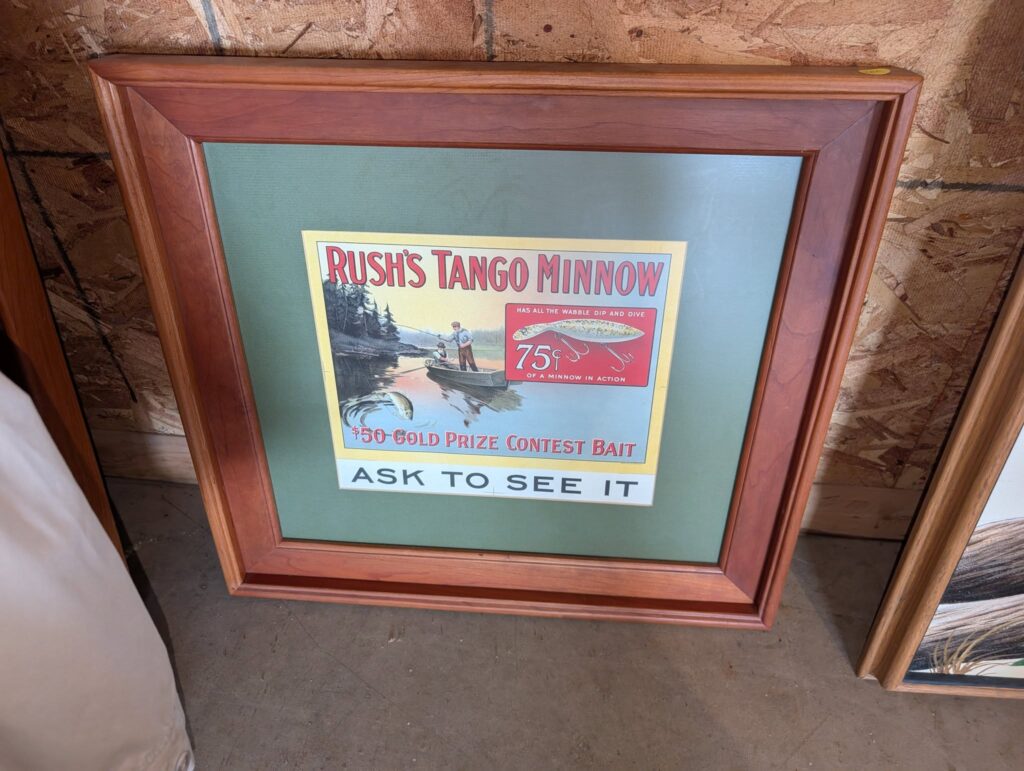 RUSH'S TANGO MINNOW
HAS ALL THE WABBLE DIP AND DIVE
75¢
OF A MINNOW IN ACTION
$50 GOLD PRIZE CONTEST BAIT
ASK TO SEE IT